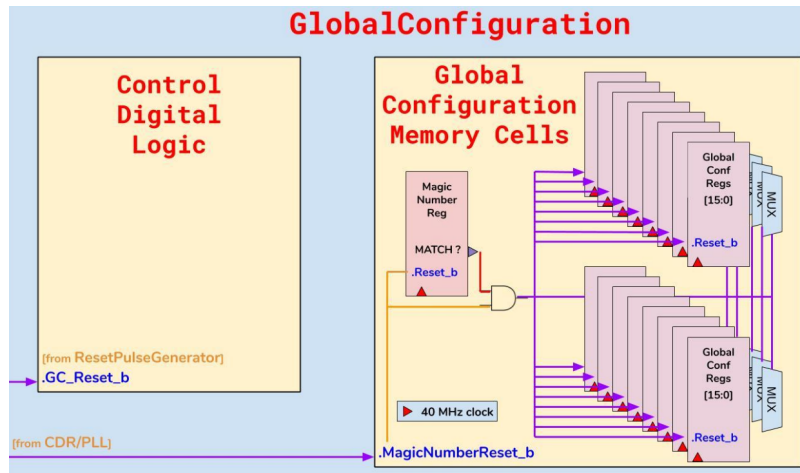 GlobalConfiguration
Control
Digital
Logic
[from ResetPulseGenerator]
.GC_Reset_b
[from CDR/PLL]
Global
Configuration
Memory Cells
Magic
Number
Reg
MATCH ?
.Reset_b
40 MHz clock
.MagicNumberReset_b
Global
Conf
Regs
[15:0]
.Reset_b
MUX
MUX
Global
Conf
Regs
[15:0]
.Reset_b
MUX
MUX